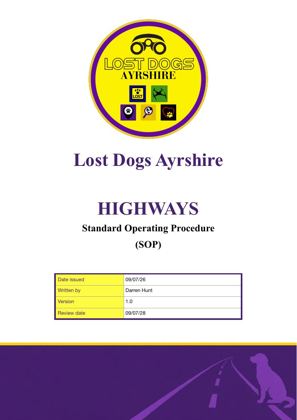 LOST DOGS
AYRSHIRE
LOST
Lost Dogs Ayrshire
HIGHWAYS
Standard Operating Procedure
(SOP)
Date issued 09/07/26
Written by Darren Hunt
Version 1.0
Review date 09/07/28